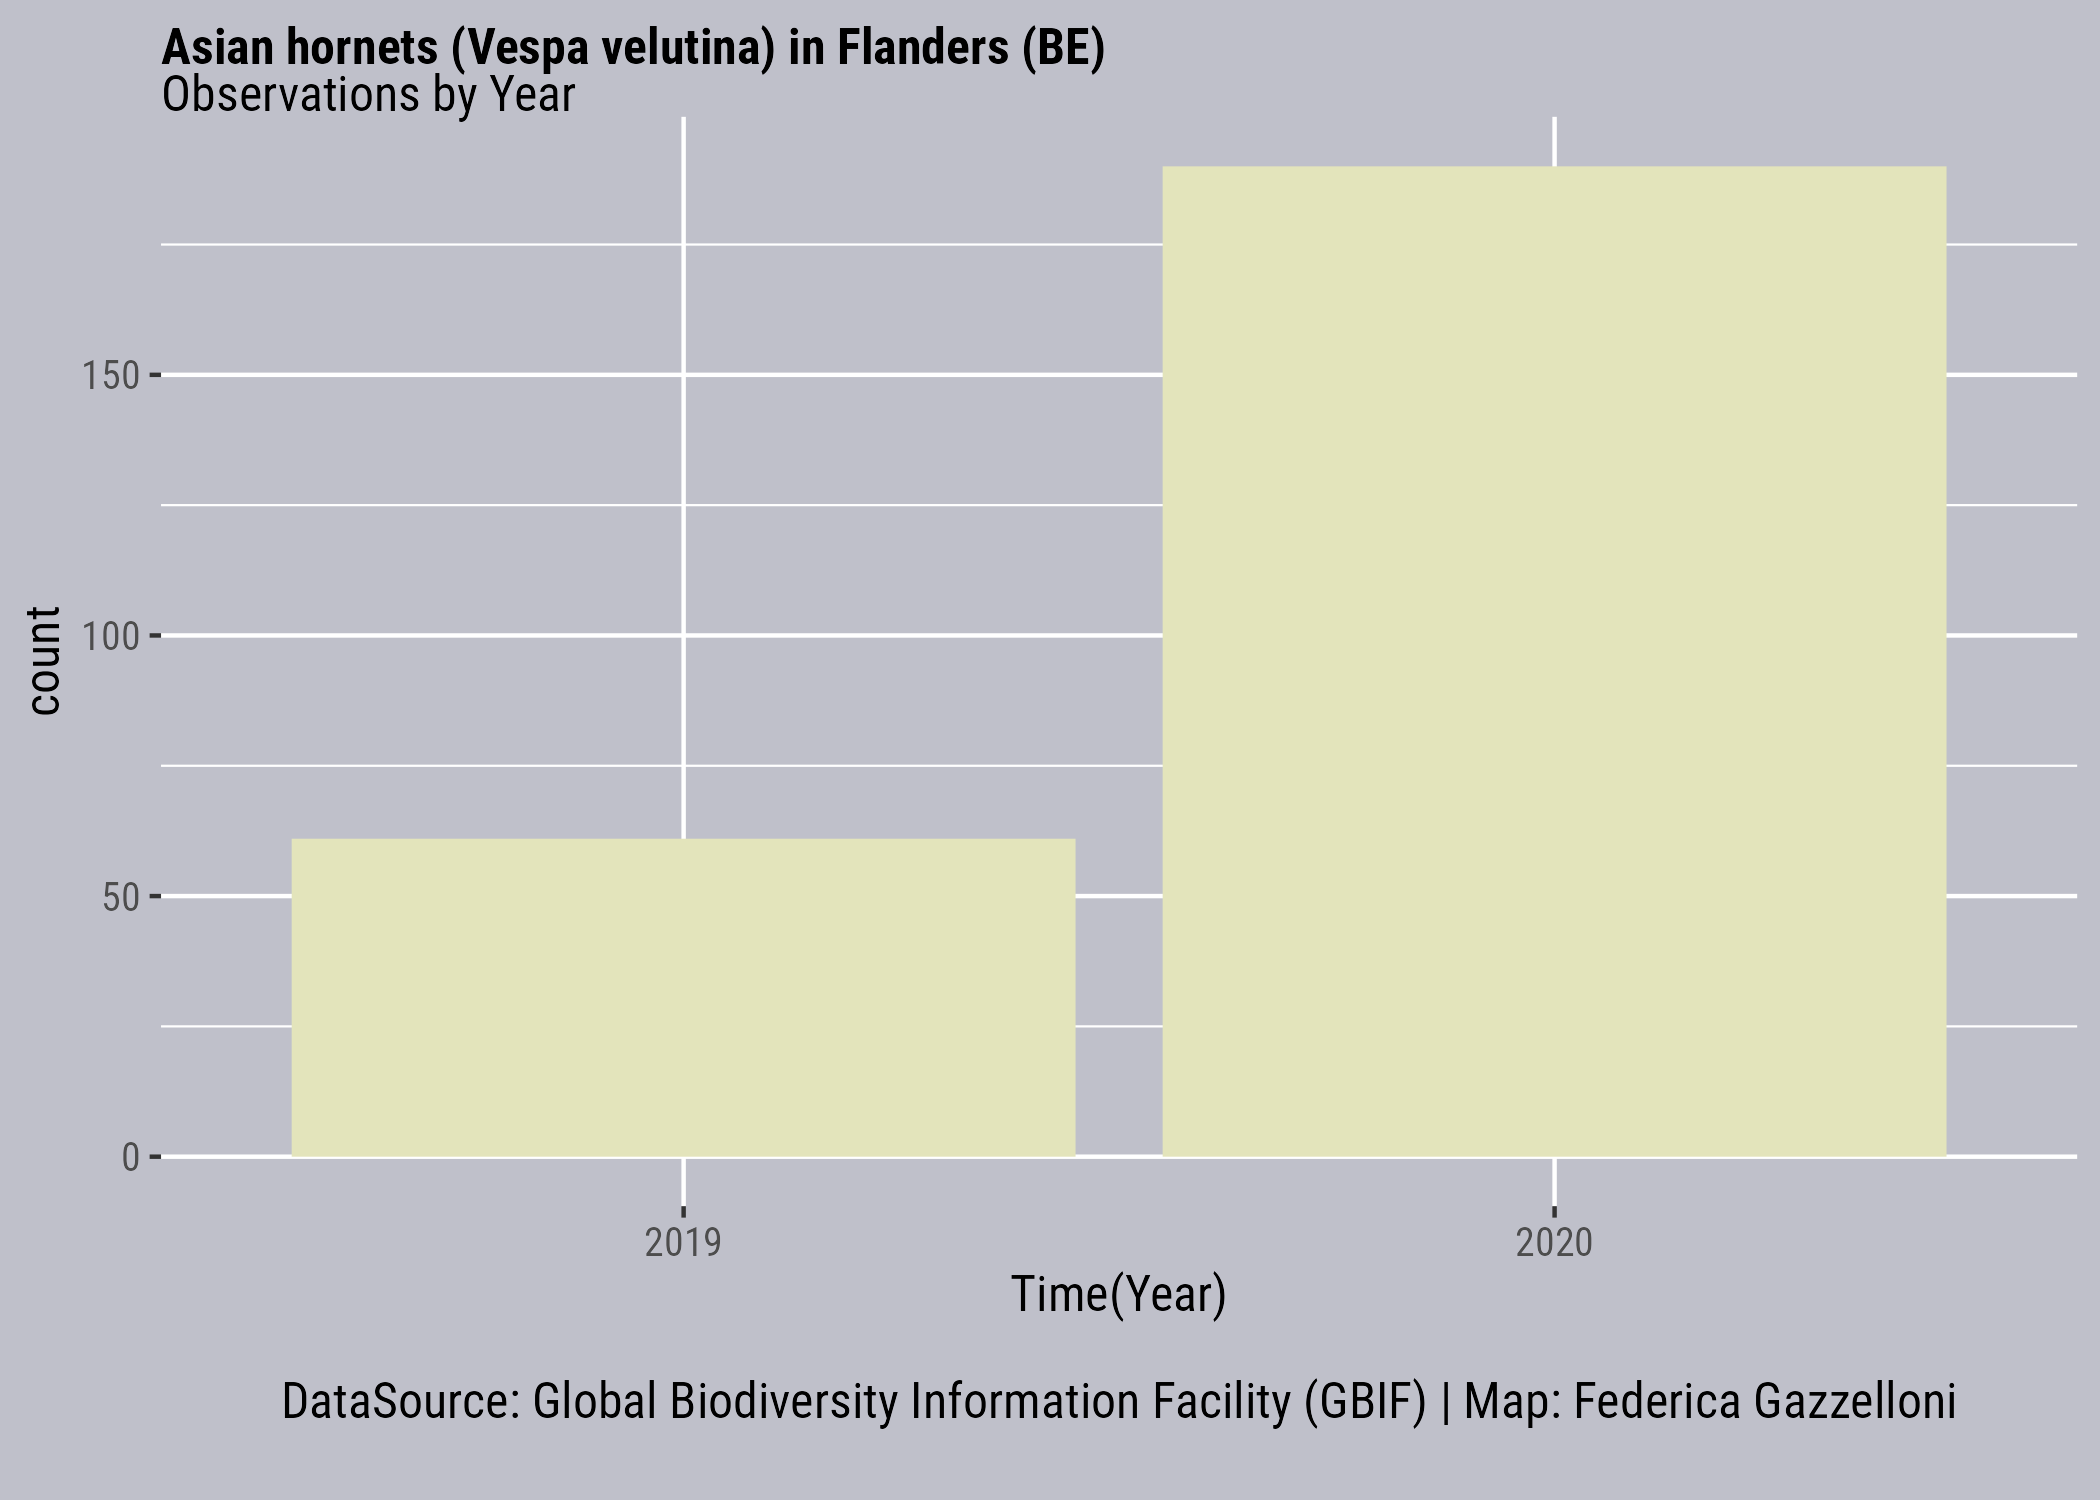 Asian hornets (Vespa velutina) in Flanders (BE)
Observations by Year
150
100
50
0
count
2019
2020
Time(Year)
DataSource: Global Biodiversity Information Facility (GBIF) | Map: Federica Gazzelloni